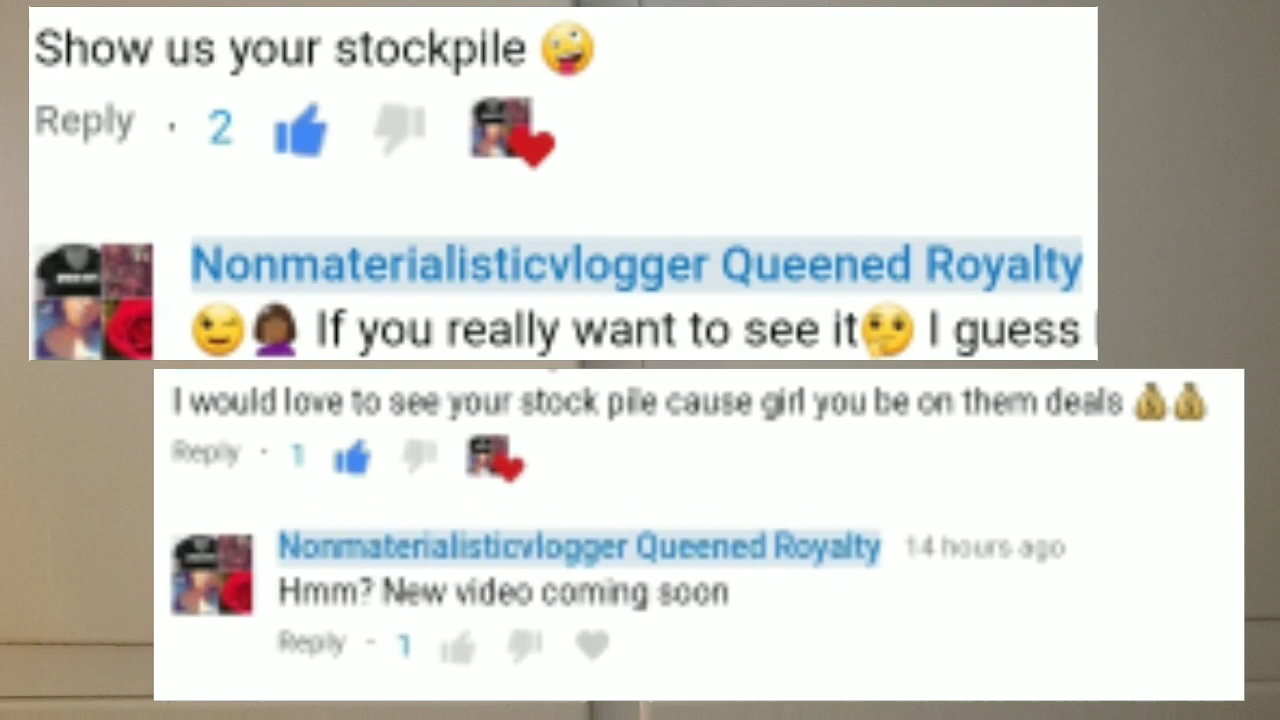 Show us your stockpile 🤪
Reply · 2
Nonmaterialisticvlogger Queened Royalty
😉🤦🏾‍♀️ If you really want to see it🤔 I guess
I would love to see your stock pile cause girl you be on them deals 💰💰
Reply · 1
Nonmaterialisticvlogger Queened Royalty 14 hours ago
Hmm? New video coming soon
Reply · 1